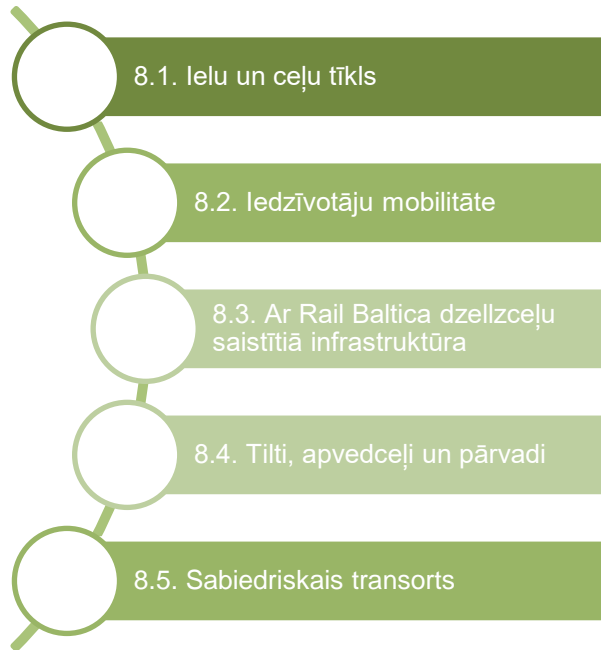 8.1. Ielu un ceļu tīkls
8.2. Iedzīvotāju mobilitāte
8.3. Ar Rail Baltica dzellzceļu
saistītiā infrastruktūra
8.4. Tilti, apvedceļi un pārvadi
8.5. Sabiedriskais transorts